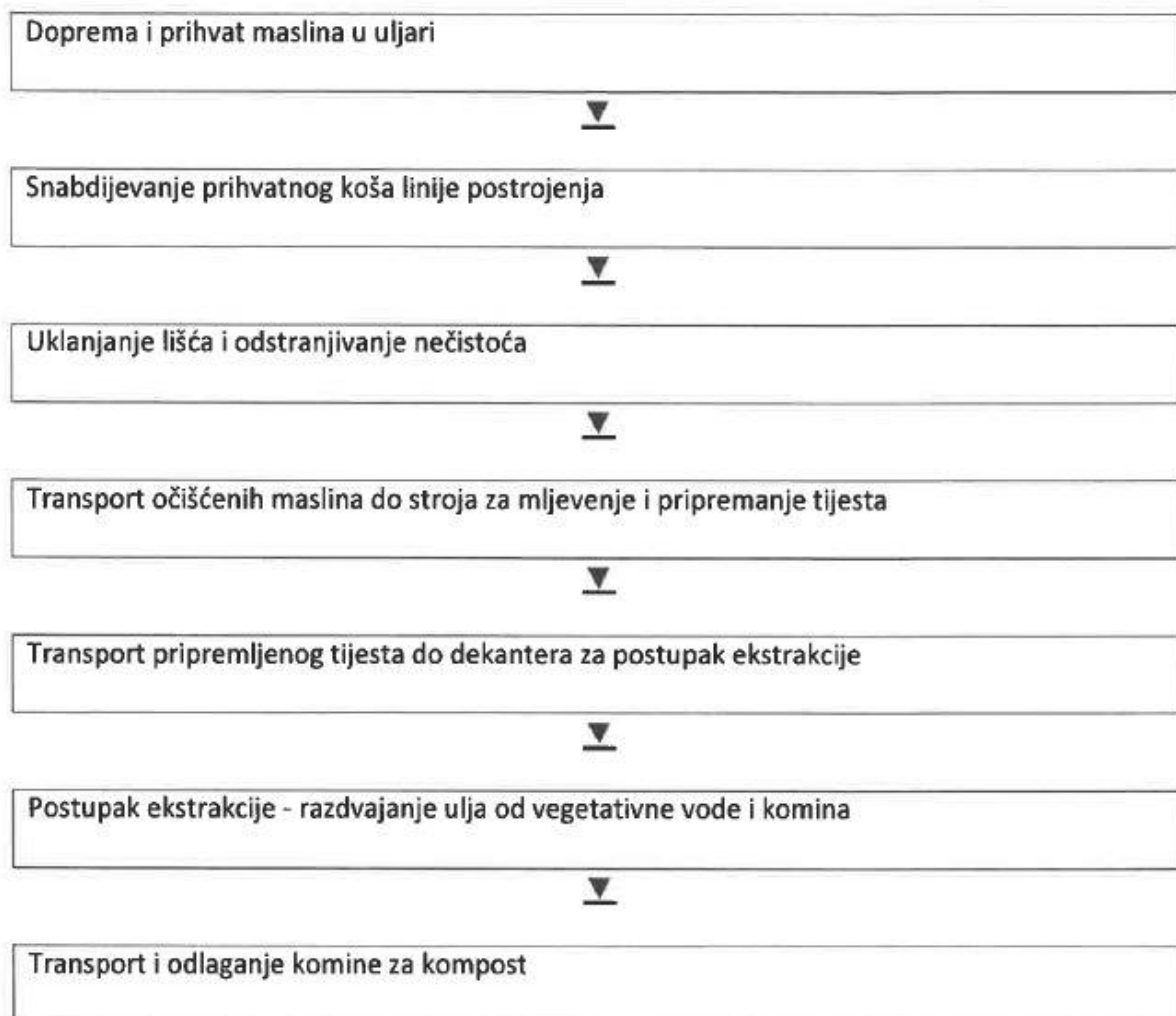 Doprema i prihvat maslina u uljari
Snabdijevanje prihvatnog koša linije postrojenja
Uklanjanje lišća i odstranjivanje nečistoća
Transport očišćenih maslina do stroja za mljevenje i pripremanje tijesta
Transport pripremljenog tijesta do dekantera za postupak ekstrakcije
Postupak ekstrakcije - razdvajanje ulja od vegetativne vode i komina
Transport i odlaganje komine za kompost